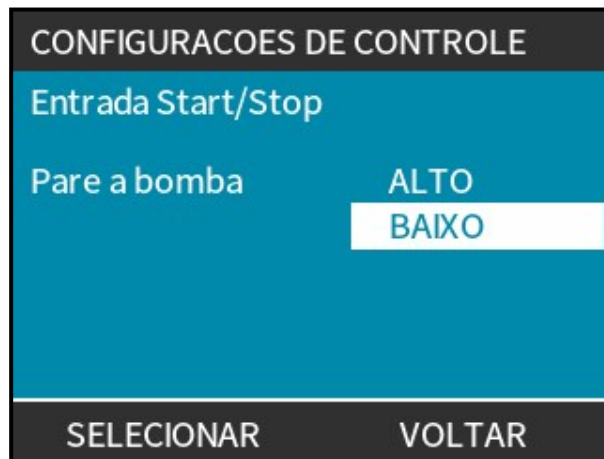 CONFIGURACOES DE CONTROLE
Entrada Start/Stop
Pare a bomba ALTO
BAIXO
SELECIONAR VOLTAR